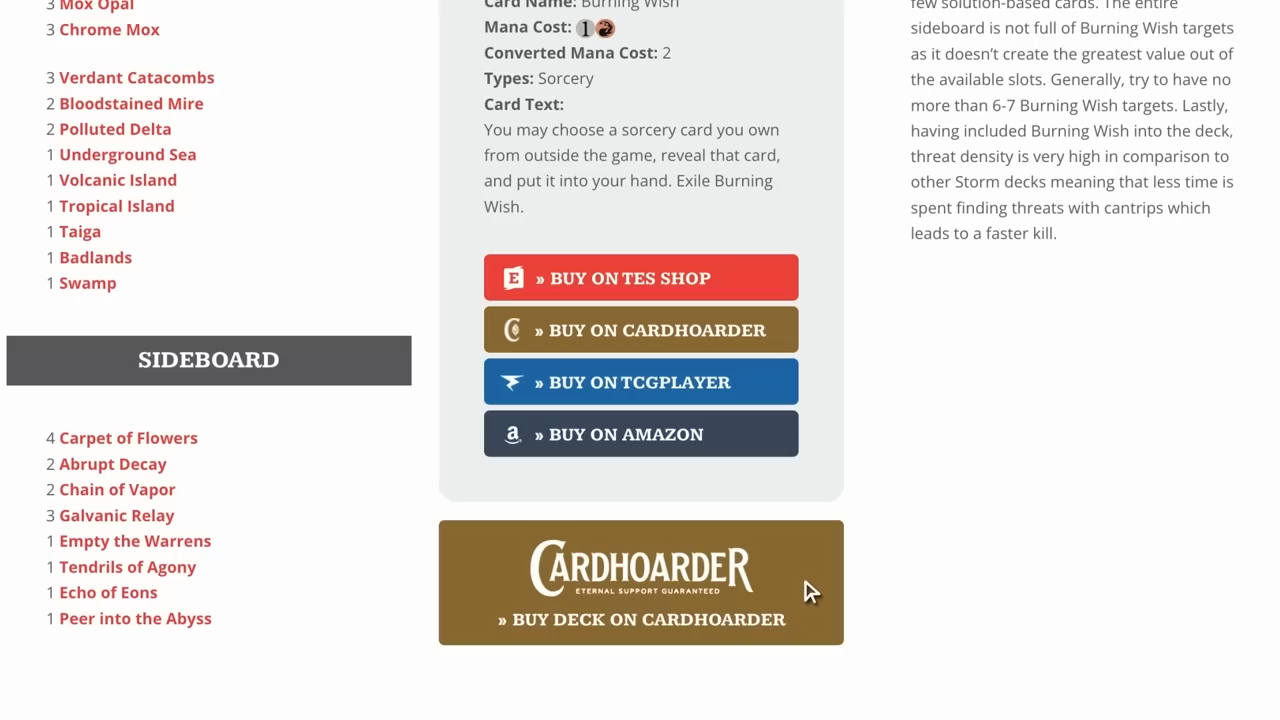 3 Mox Opal
3 Chrome Mox
3 Verdant Catacombs
2 Bloodstained Mire
2 Polluted Delta
1 Underground Sea
1 Volcanic Island
1 Tropical Island
1 Taiga
1 Badlands
1 Swamp
SIDEBOARD
4 Carpet of Flowers
2 Abrupt Decay
2 Chain of Vapor
3 Galvanic Relay
1 Empty the Warrens
1 Tendrils of Agony
1 Echo of Eons
1 Peer into the Abyss
Card Name: Burning Wish
Mana Cost: 1
Converted Mana Cost: 2
Types: Sorcery
Card Text:
You may choose a sorcery card you own
from outside the game, reveal that card,
and put it into your hand. Exile Burning
Wish.
E » BUY ON TES SHOP
C » BUY ON CARDHOARDER
» BUY ON TCGPLAYER
a » BUY ON AMAZON
CARDHOARDER
ETERNAL SUPPORT GUARANTEED
» BUY DECK ON CARDHOARDER
few solution-based cards. The entire
sideboard is not full of Burning Wish targets
as it doesn’t create the greatest value out of
the available slots. Generally, try to have no
more than 6-7 Burning Wish targets. Lastly,
having included Burning Wish into the deck,
threat density is very high in comparison to
other Storm decks meaning that less time is
spent finding threats with cantrips which
leads to a faster kill.